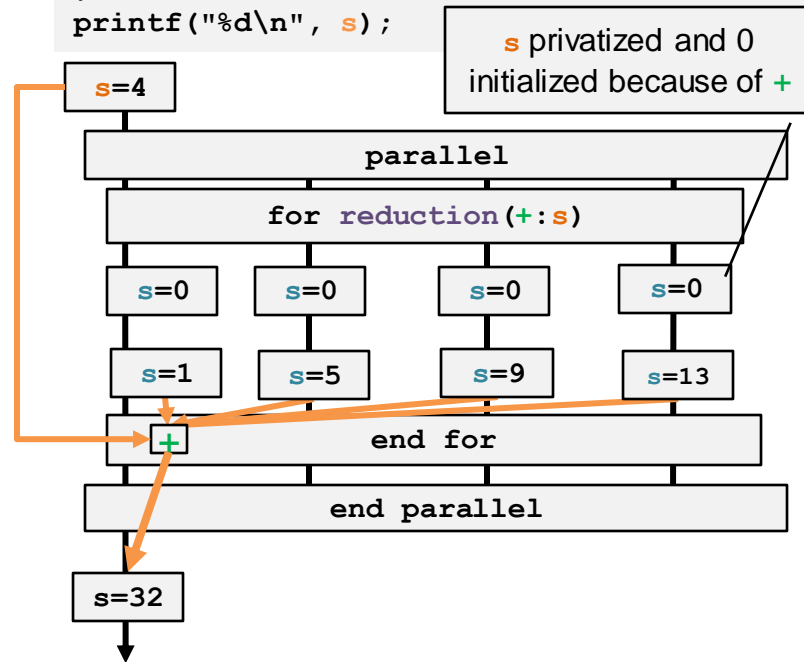 printf("%d\n", s);
s privatized and 0
initialized because of +
s=4
parallel
for reduction(+:s)
s=0 s=0 s=0 s=0
s=1 s=5 s=9 s=13
+ end for
end parallel
s=32